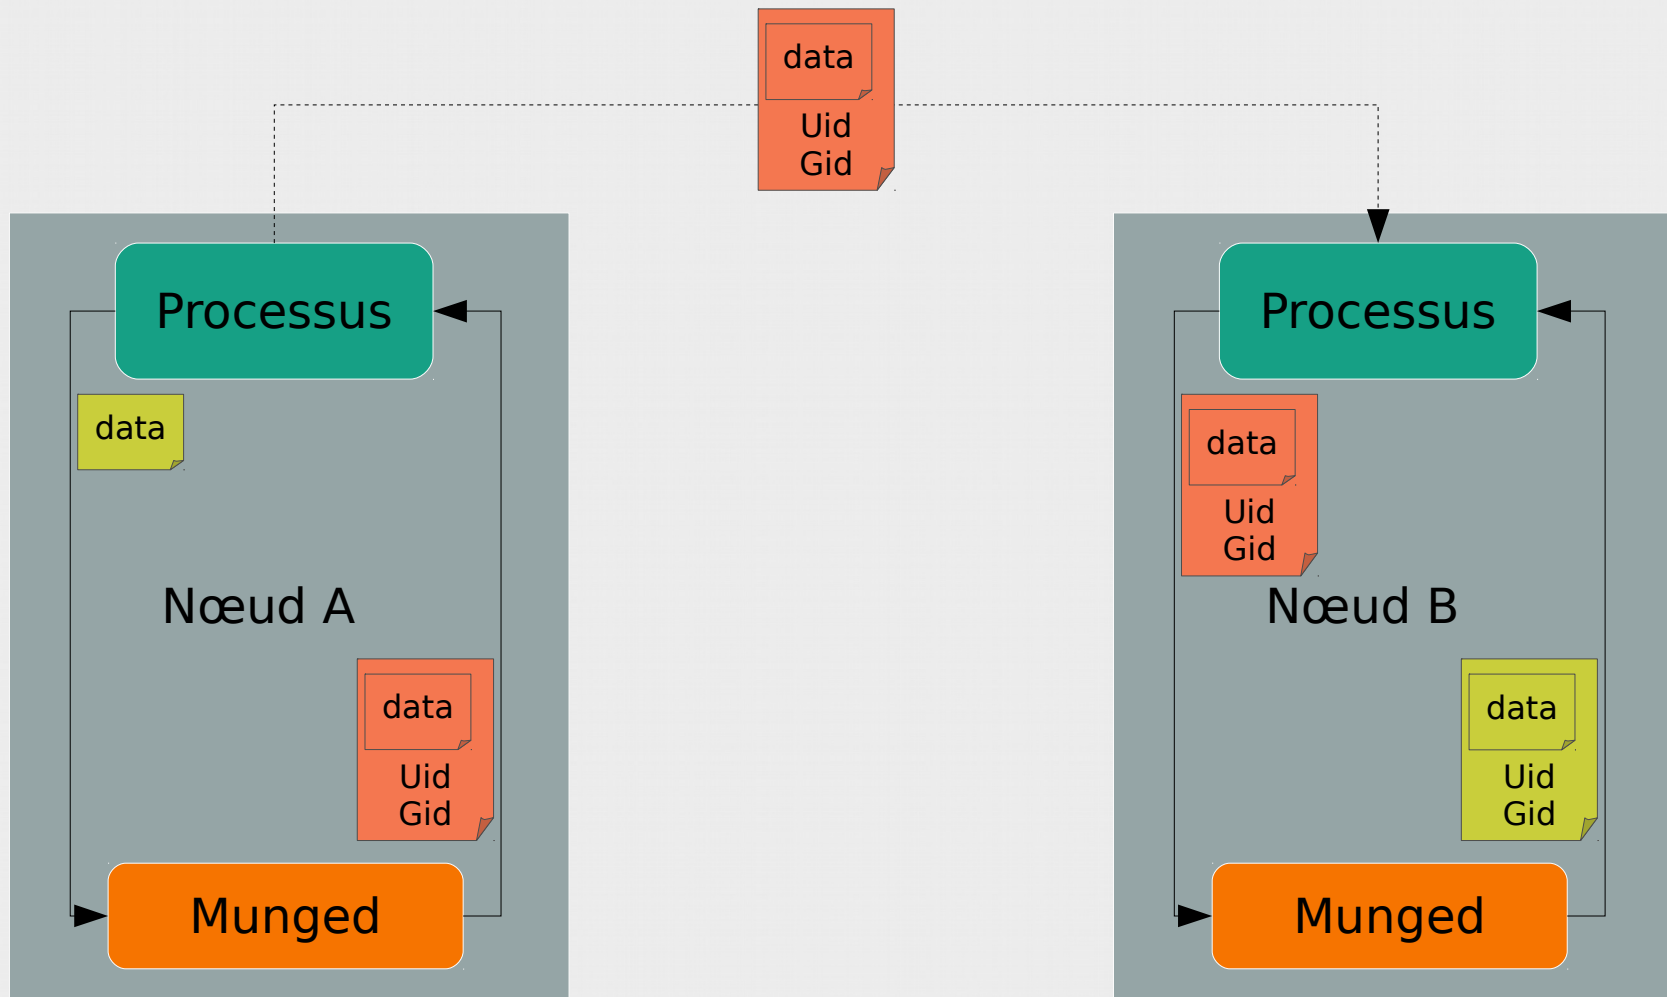 data
Uid
Gid
Processus
data
Nœud A
data
Uid
Gid
Munged
Processus
data
Uid
Gid
Nœud B
data
Uid
Gid
Munged